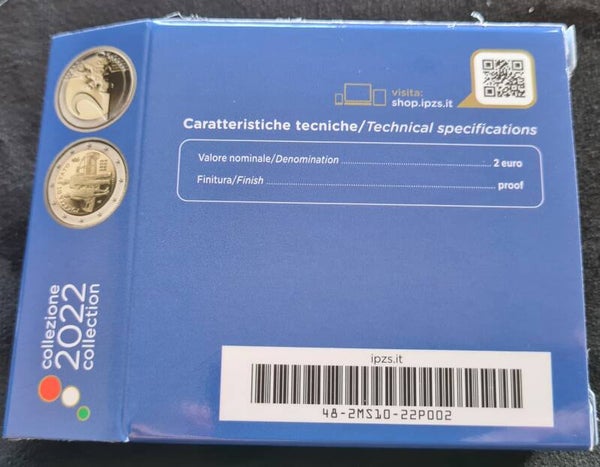 visita:
shop.ipzs.it
Caratteristiche tecniche/Technical specifications
Valore nominale/Denomination 2 euro
Finitura/Finish proof
collezione
2022
collection
ipzs.it
48-2MS10-22P002